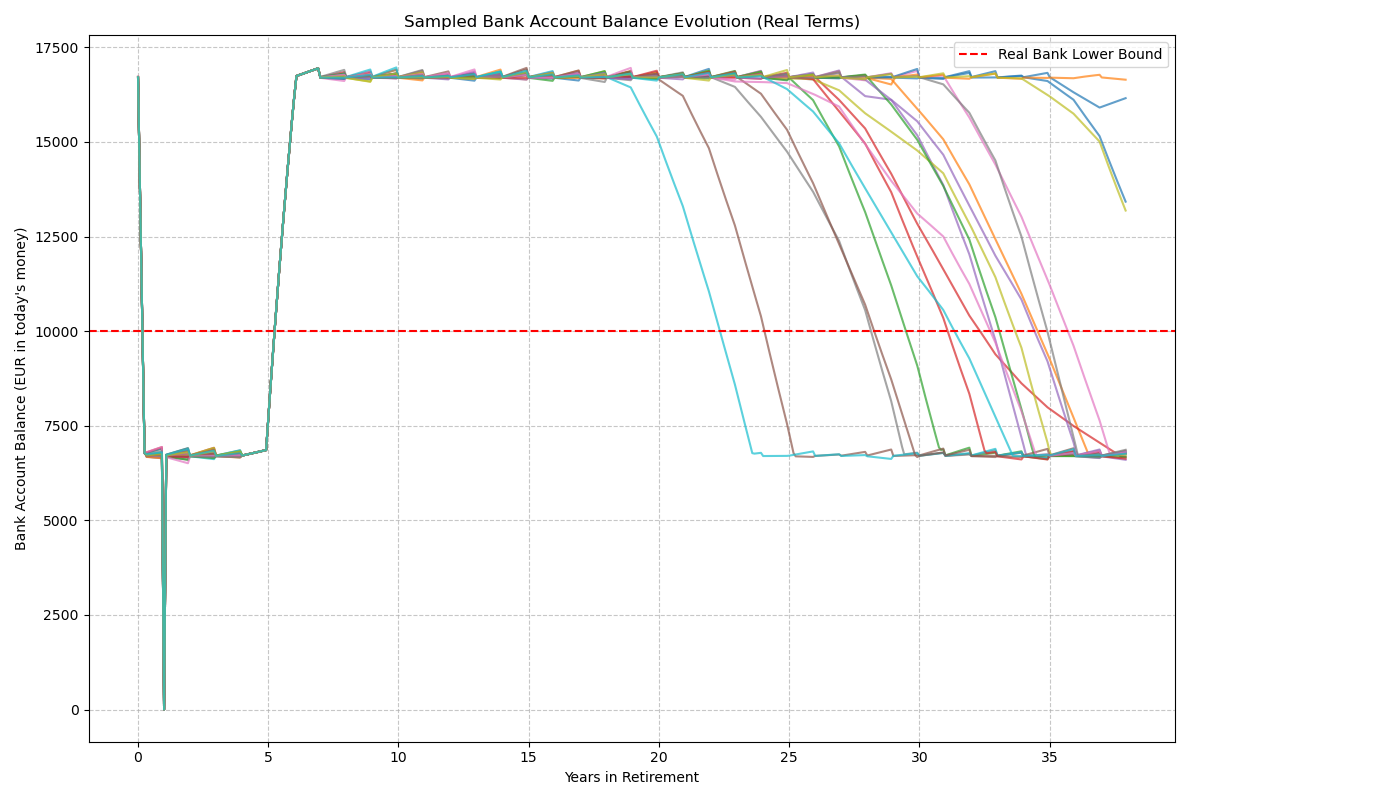 Sampled Bank Account Balance Evolution (Real Terms)
Real Bank Lower Bound
Bank Account Balance (EUR in today's money)
17500
15000
12500
10000
7500
5000
2500
0
0 5 10 15 20 25 30 35
Years in Retirement